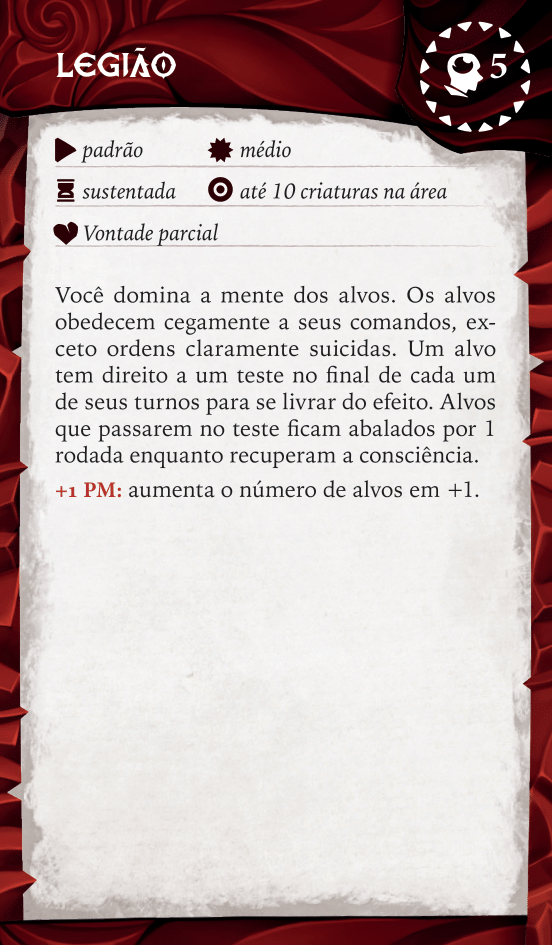 LEGIÃO
5
padrão médio
sustentada até 10 criaturas na área
Vontade parcial
Você domina a mente dos alvos. Os alvos
obedecem cegamente a seus comandos, ex-
ceto ordens claramente suicidas. Um alvo
tem direito a um teste no final de cada um
de seus turnos para se livrar do efeito. Alvos
que passarem no teste ficam abalados por 1
rodada enquanto recuperam a consciência.
+1 PM: aumenta o número de alvos em +1.